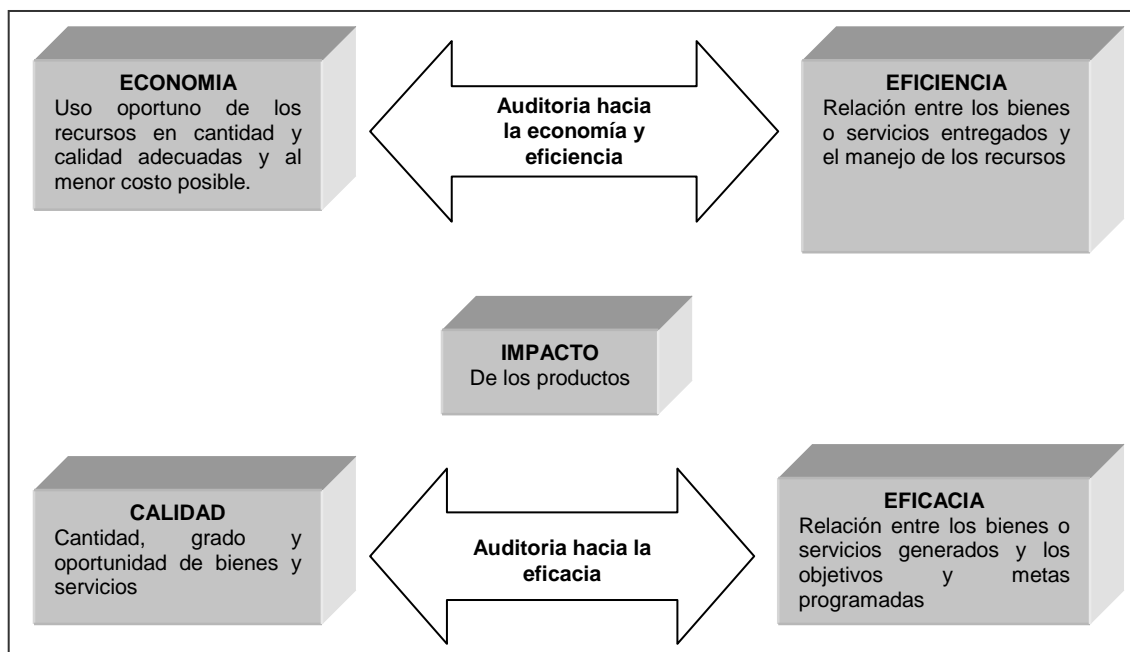 ECONOMIA
Uso oportuno de los
recursos en cantidad y
calidad adecuadas y al
menor costo posible.
Auditoria hacia
la economía y
eficiencia
EFICIENCIA
Relación entre los bienes
o servicios entregados y
el manejo de los recursos
IMPACTO
De los productos
CALIDAD
Cantidad, grado y
oportunidad de bienes y
servicios
Auditoria hacia la
eficacia
EFICACIA
Relación entre los bienes o
servicios generados y los
objetivos y metas
programadas